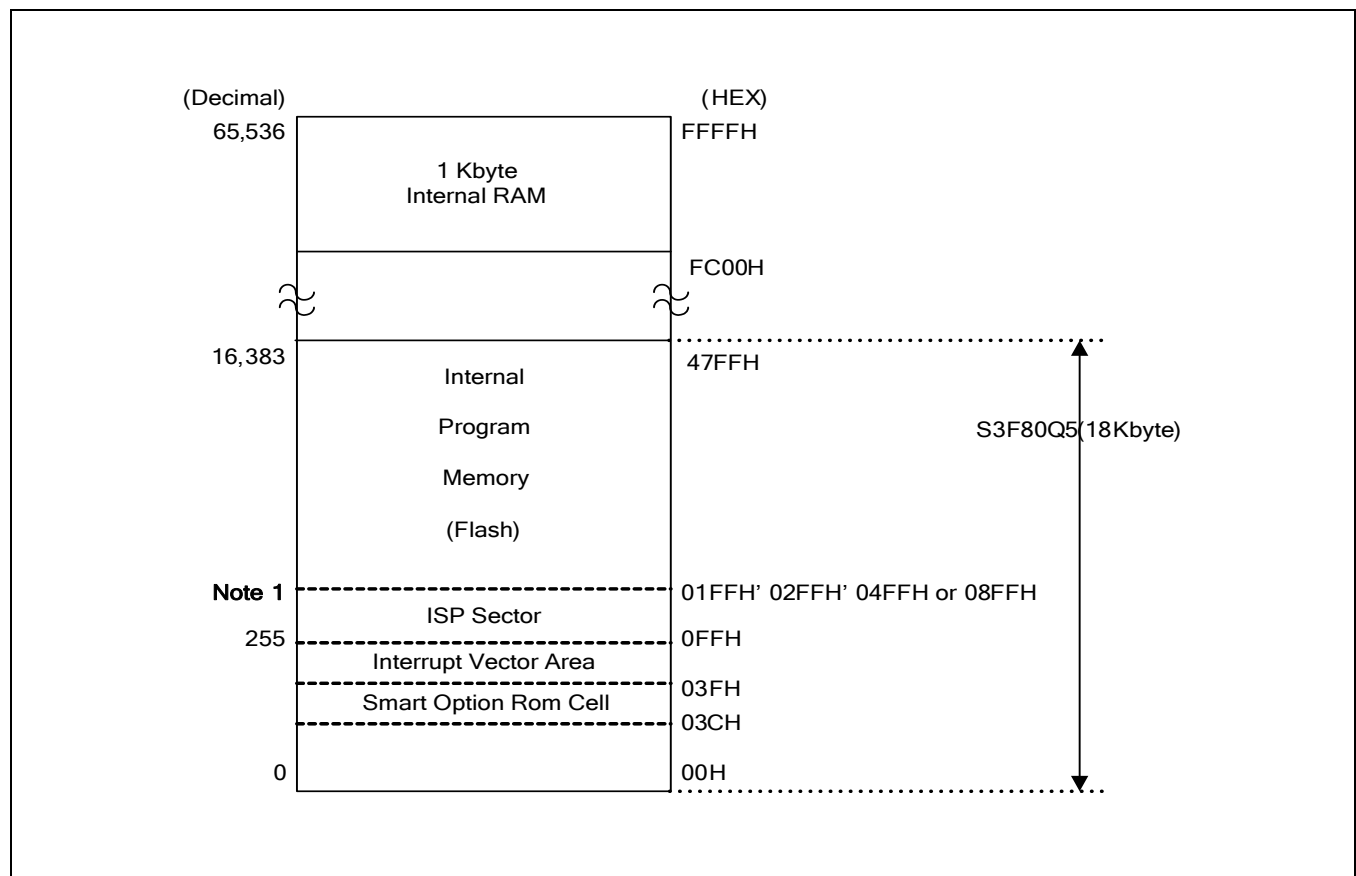 (Decimal) (HEX)
65,536 FFFFH
1 Kbyte
Internal RAM
FC00H
16,383 47FFH
Internal
Program
Memory
(Flash)
S3F80Q5(18Kbyte)
Note 1 01FFH' 02FFH' 04FFH or 08FFH
ISP Sector
255 0FFH
Interrupt Vector Area
03FH
Smart Option Rom Cell
03CH
0 00H